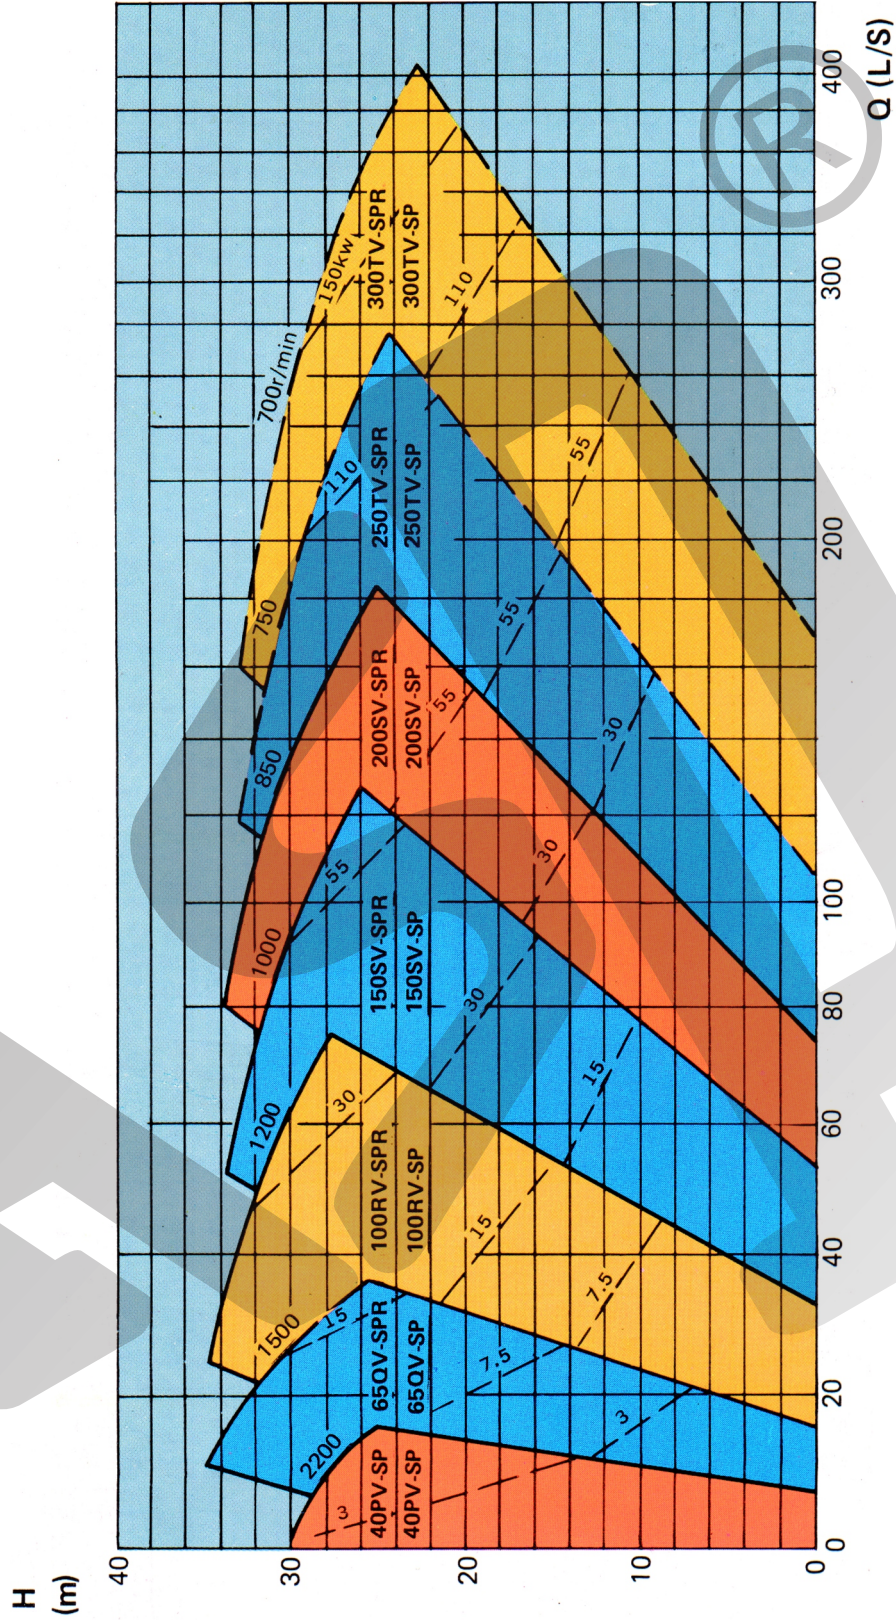 H
(m)
40
30
20
10
0
700r/min
150kw
750
110
850
55
1000
30
1200
1500
15
2200
3
40PV-SP
40PV-SP
65QV-SPR
65QV-SP
100RV-SPR
100RV-SP
150SV-SPR
150SV-SP
200SV-SPR
200SV-SP
250TV-SPR
250TV-SP
300TV-SPR
300TV-SP
7.5
15
30
55
55
110
3
7.5
15
30
30
55
0
20
40
60
80
100
200
300
400
Q (L/S)
®